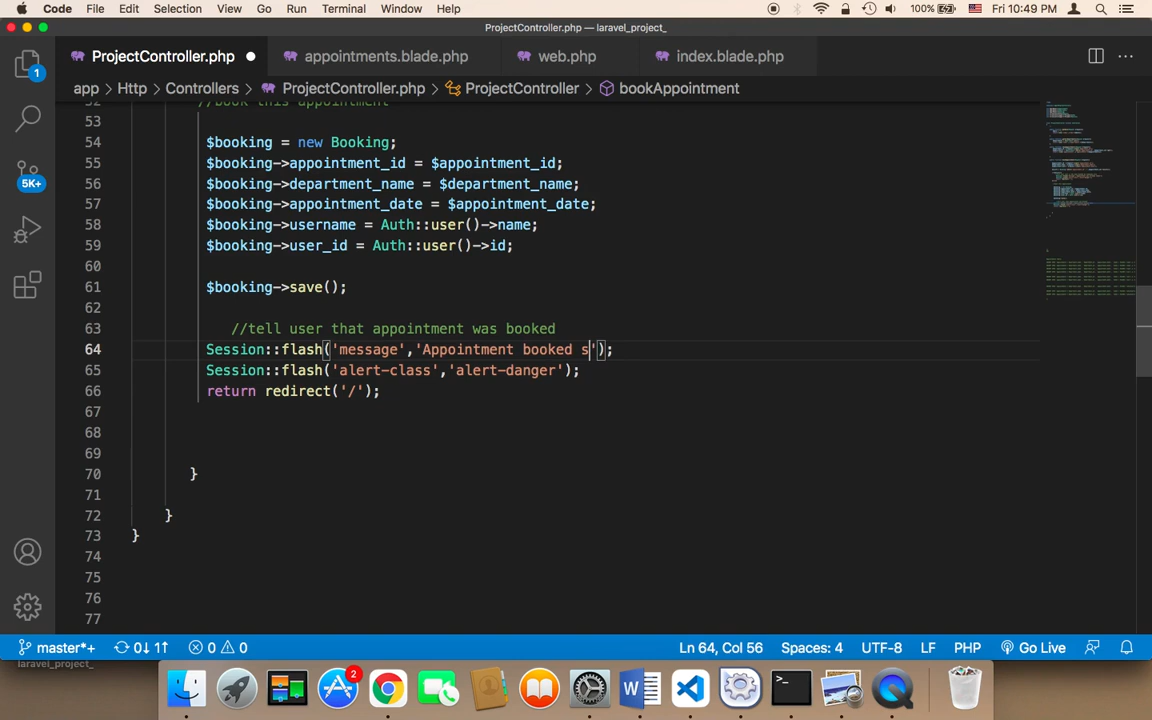 Code File Edit Selection View Go Run Terminal Window Help 100% Fri 10:49 PM
ProjectController.php — laravel_project_
ProjectController.php appointments.blade.php web.php index.blade.php
app > Http > Controllers > ProjectController.php > ProjectController > bookAppointment
1
5K+
52 //book this appointment
53
54 $booking = new Booking;
55 $booking->appointment_id = $appointment_id;
56 $booking->department_name = $department_name;
57 $booking->appointment_date = $appointment_date;
58 $booking->username = Auth::user()->name;
59 $booking->user_id = Auth::user()->id;
60
61 $booking->save();
62
63 //tell user that appointment was booked
64 Session::flash('message','Appointment booked s');
65 Session::flash('alert-class','alert-danger');
66 return redirect('/');
67
68
69
70 }
71
72 }
73 }
74
75
76
77
master*+ 0↓ 1↑ 0 0 Ln 64, Col 56 Spaces: 4 UTF-8 LF PHP Go Live
laravel_project_
2